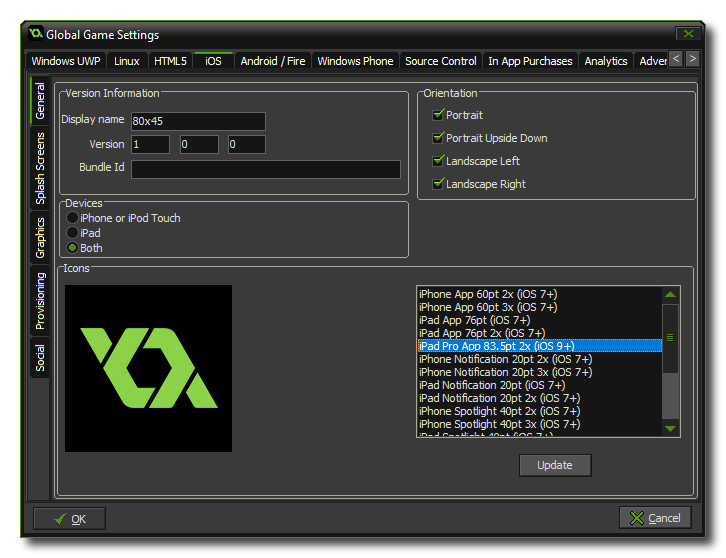 Global Game Settings
Windows UWP Linux HTML5 iOS Android / Fire Windows Phone Source Control In App Purchases Analytics Adver < >
General
Splash Screens
Graphics
Provisioning
Social
Version Information
Display name 80x45
Version 1 0 0
Bundle Id
Orientation
Portrait
Portrait Upside Down
Landscape Left
Landscape Right
Devices
iPhone or iPod Touch
iPad
Both
Icons
iPhone App 60pt 2x (iOS 7+)
iPhone App 60pt 3x (iOS 7+)
iPad App 76pt (iOS 7+)
iPad App 76pt 2x (iOS 7+)
iPad Pro App 83.5pt 2x (iOS 9+)
iPhone Notification 20pt 2x (iOS 7+)
iPhone Notification 20pt 3x (iOS 7+)
iPad Notification 20pt (iOS 7+)
iPad Notification 20pt 2x (iOS 7+)
iPhone Spotlight 40pt 2x (iOS 7+)
iPhone Spotlight 40pt 3x (iOS 7+)
iPad Spotlight 40pt (iOS 7+)
Update
OK
Cancel